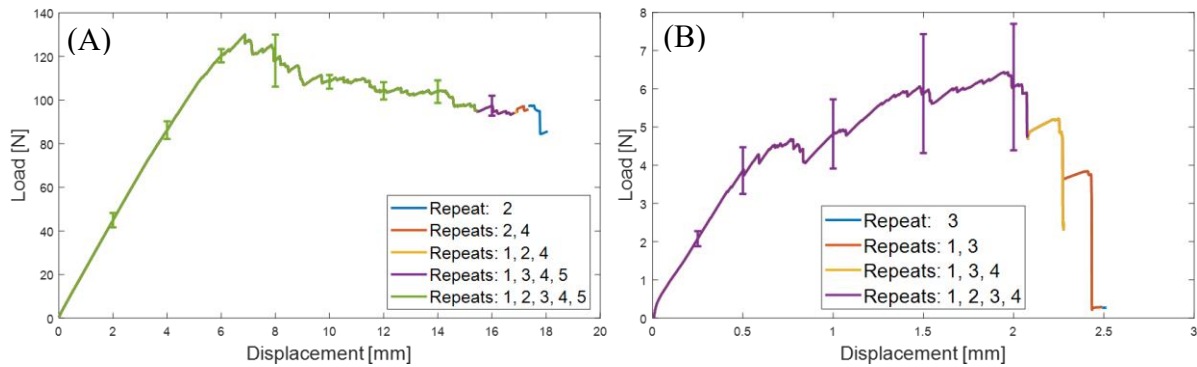 (A)
140
120
100
80
60
40
20
0
Load [N]
0 2 4 6 8 10 12 14 16 18 20
Displacement [mm]
Repeat: 2
Repeats: 2, 4
Repeats: 1, 2, 4
Repeats: 1, 3, 4, 5
Repeats: 1, 2, 3, 4, 5
(B)
8
7
6
5
4
3
2
1
0
Load [N]
0 0.5 1 1.5 2 2.5 3
Displacement [mm]
Repeat: 3
Repeats: 1, 3
Repeats: 1, 3, 4
Repeats: 1, 2, 3, 4